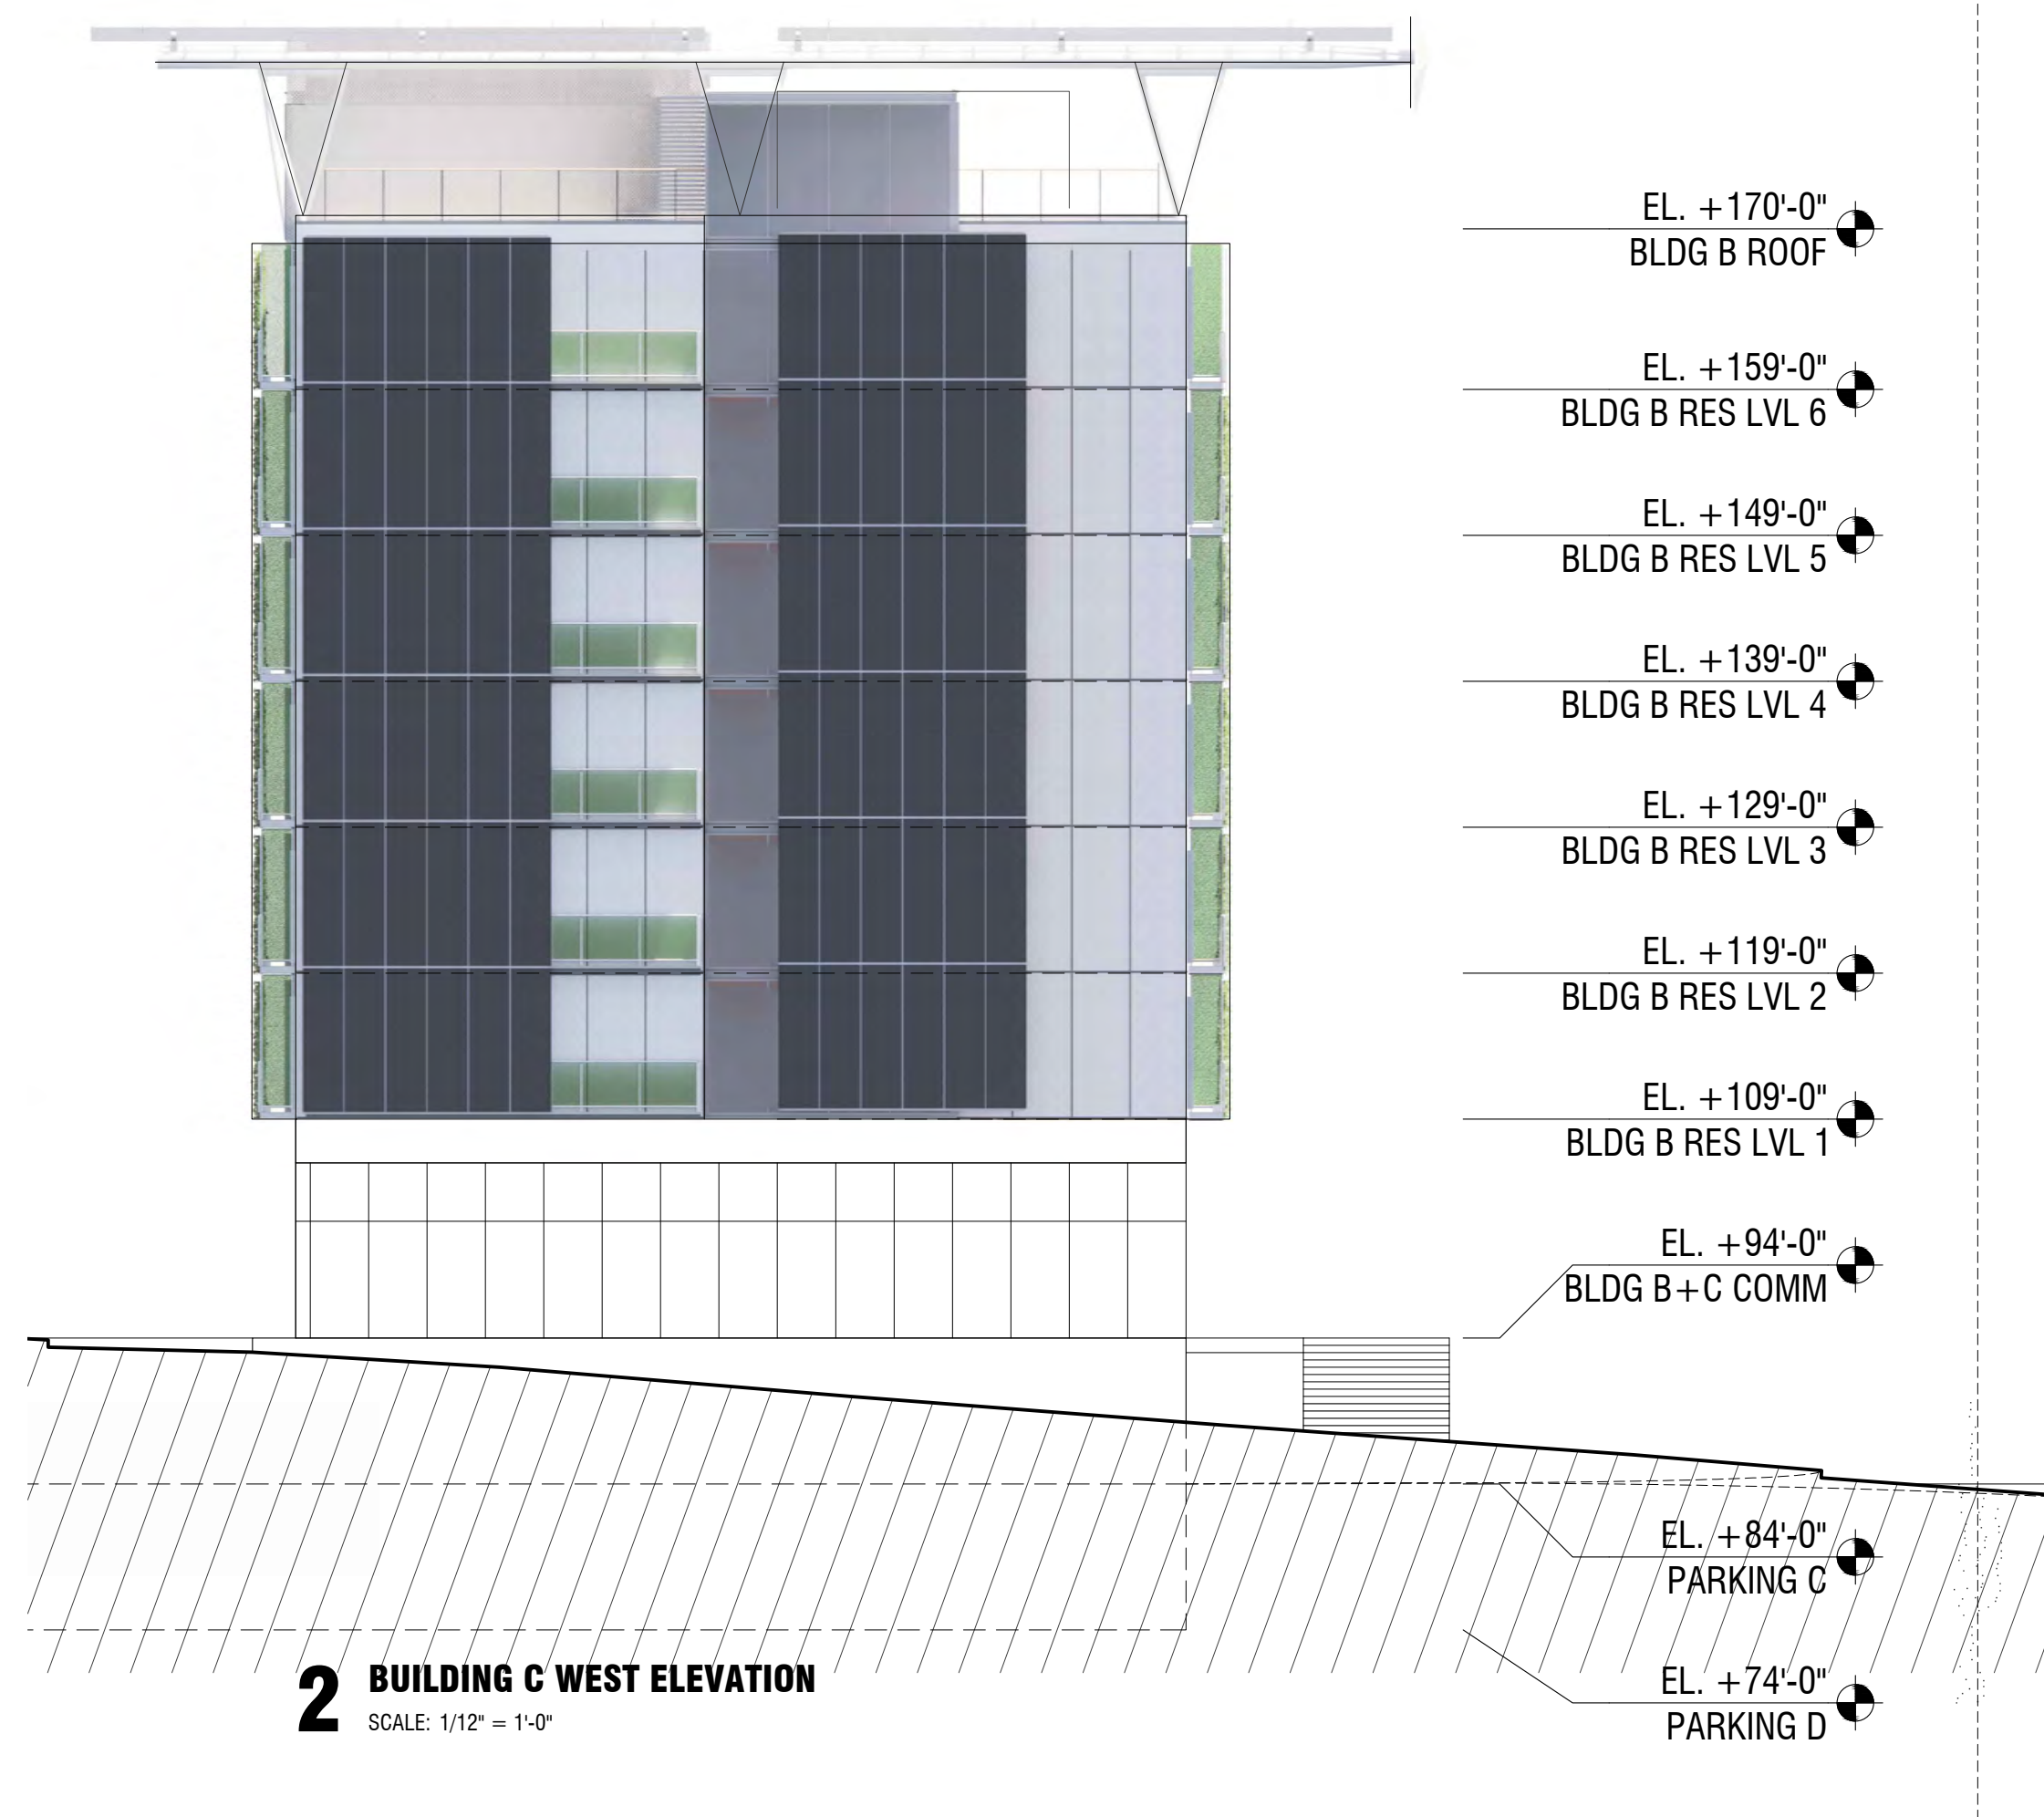 EL. +170'-0"
BLDG B ROOF
EL. +159'-0"
BLDG B RES LVL 6
EL. +149'-0"
BLDG B RES LVL 5
EL. +139'-0"
BLDG B RES LVL 4
EL. +129'-0"
BLDG B RES LVL 3
EL. +119'-0"
BLDG B RES LVL 2
EL. +109'-0"
BLDG B RES LVL 1
EL. +94'-0"
BLDG B+C COMM
EL. +84'-0"
PARKING C
EL. +74'-0"
PARKING D
2 BUILDING C WEST ELEVATION
SCALE: 1/12" = 1'-0"